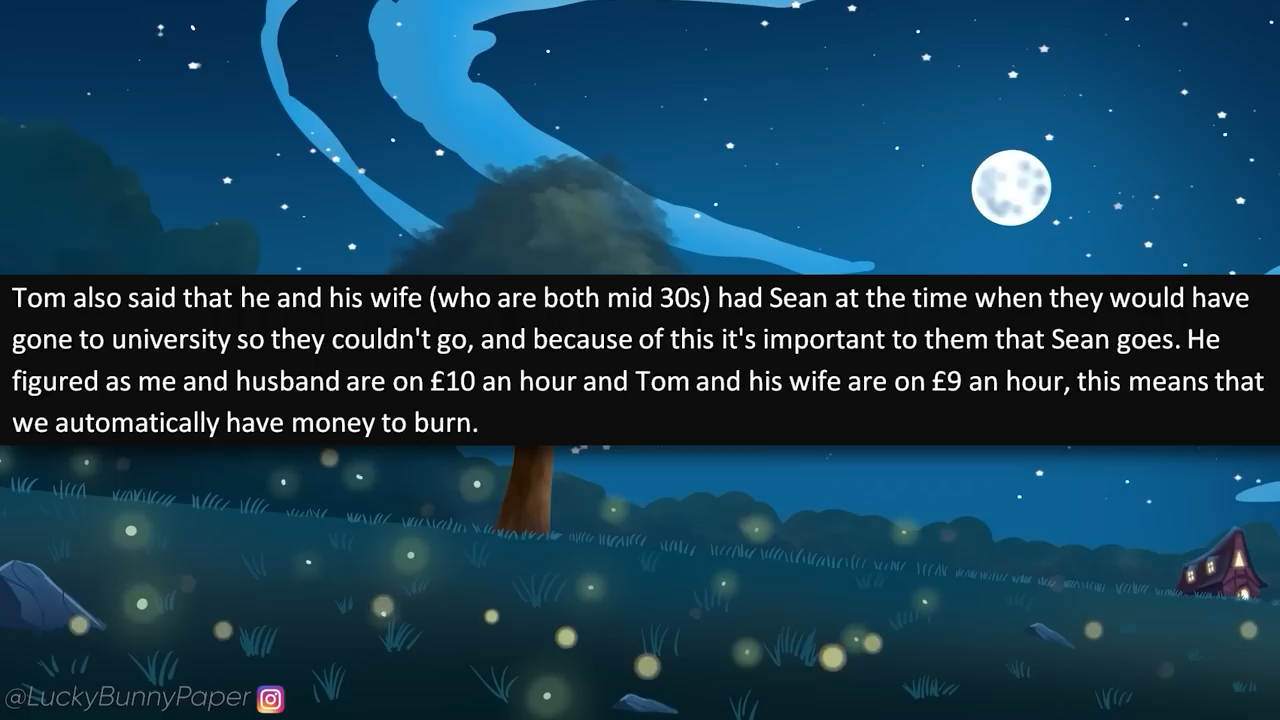 Tom also said that he and his wife (who are both mid 30s) had Sean at the time when they would have
gone to university so they couldn't go, and because of this it's important to them that Sean goes. He
figured as me and husband are on £10 an hour and Tom and his wife are on £9 an hour, this means that
we automatically have money to burn.
@LuckyBunnyPaper